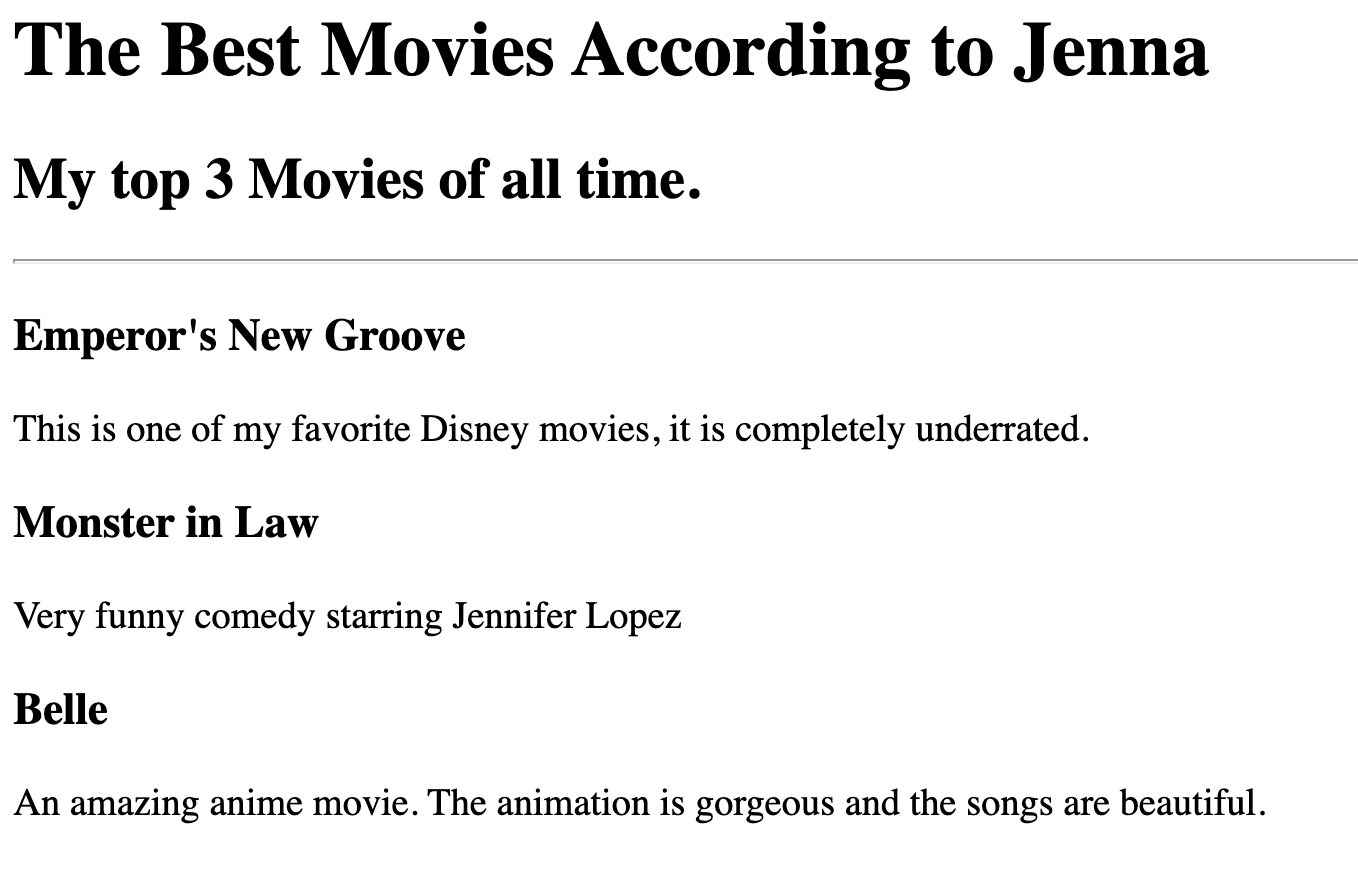 The Best Movies According to Jenna
My top 3 Movies of all time.
Emperor's New Groove
This is one of my favorite Disney movies, it is completely underrated.
Monster in Law
Very funny comedy starring Jennifer Lopez
Belle
An amazing anime movie. The animation is gorgeous and the songs are beautiful.